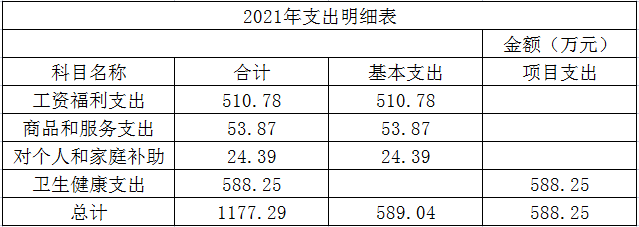 2021年支出明细表
金额（万元）
科目名称 合计 基本支出 项目支出
工资福利支出 510.78 510.78
商品和服务支出 53.87 53.87
对个人和家庭补助 24.39 24.39
卫生健康支出 588.25 588.25
总计 1177.29 589.04 588.25